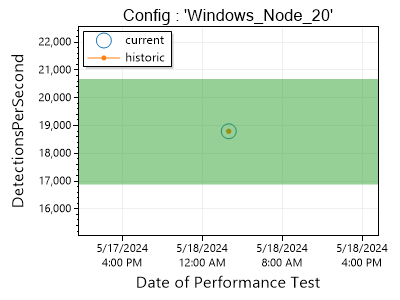 Config : 'Windows_Node_20'
current
historic
DetectionsPerSecond
22,000
21,000
20,000
19,000
18,000
17,000
16,000
5/17/2024 5/18/2024 5/18/2024 5/18/2024
4:00 PM 12:00 AM 8:00 AM 4:00 PM
Date of Performance Test